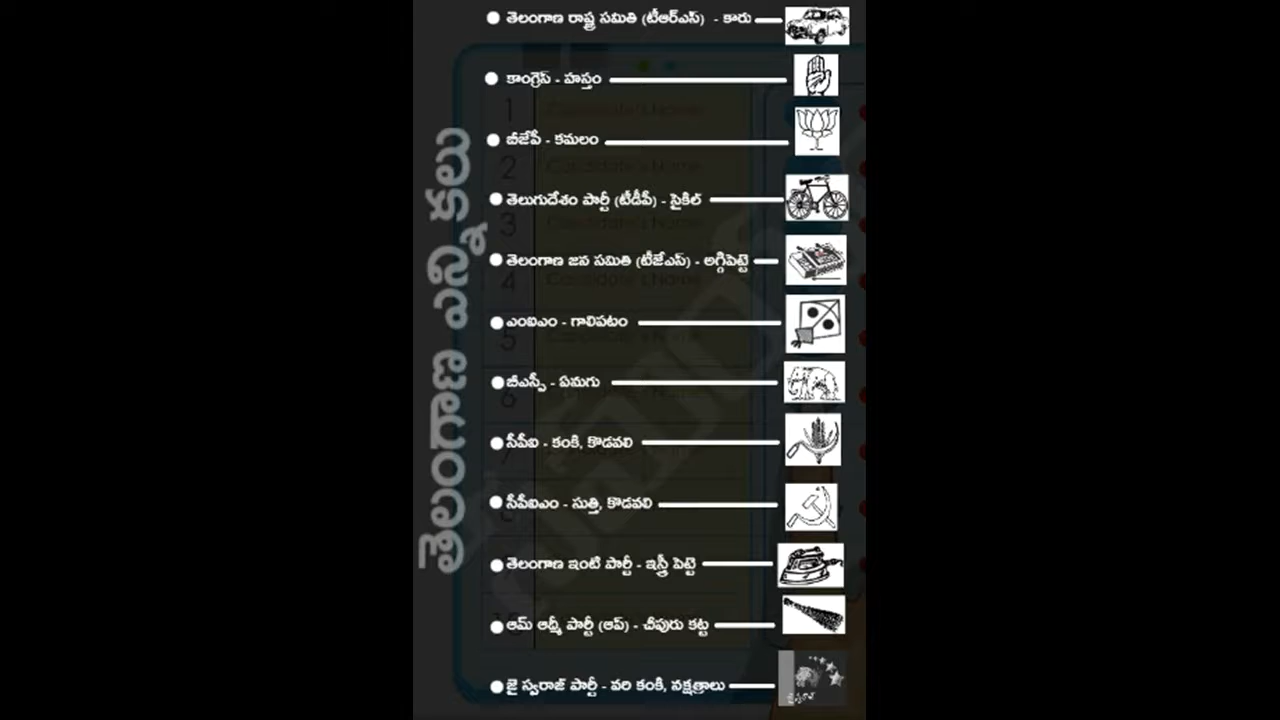 తెలంగాణ ఎన్నికలు
తెలంగాణ రాష్ట్ర సమితి (టీఆర్ఎస్) - కారు
కాంగ్రెస్ - హస్తం
బీజేపీ - కమలం
తెలుగుదేశం పార్టీ (టీడీపీ) - సైకిల్
తెలంగాణ జన సమితి (టీజేఎస్) - అగ్గిపెట్టె
ఎంఐఎం - గాలిపటం
బీఎస్పీ - ఏనుగు
సీపీఐ - కంకి, కొడవలి
సీపీఐఎం - సుత్తి, కొడవలి
తెలంగాణ ఇంటి పార్టీ - ఇస్త్రీ పెట్టె
ఆమ్ ఆద్మీ పార్టీ (ఆప్) - చీపురు కట్ట
జై స్వరాజ్ పార్టీ - వరి కంకి, నక్షత్రాలు